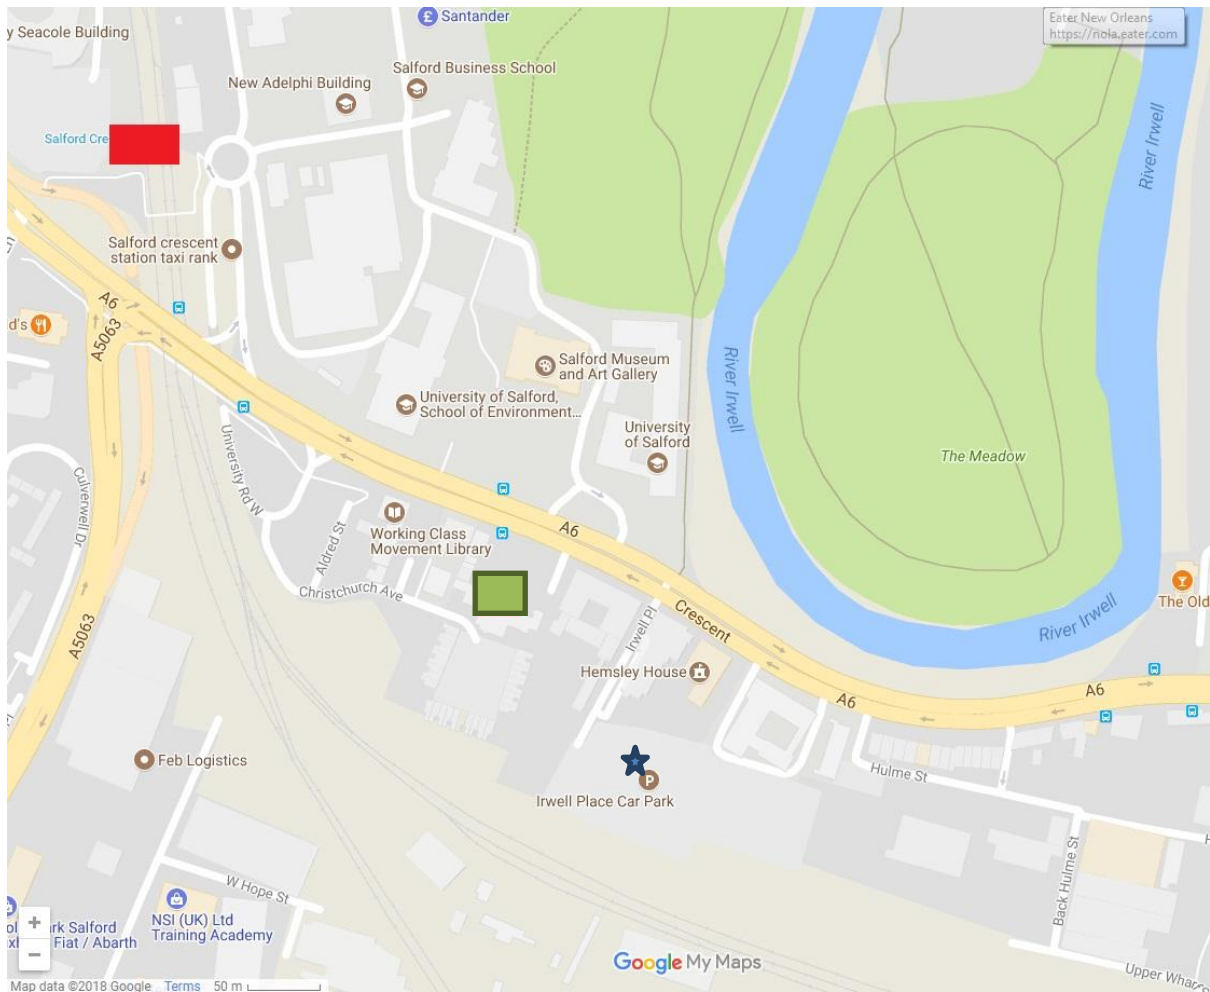 Santander
Eater New Orleans
https://nola.eater.com
y Seacole Building
Salford Business School
New Adelphi Building
Salford Cre
River Irwell
Salford crescent
station taxi rank
A6
A5063
d's
River Irwell
Salford Museum
and Art Gallery
University of Salford,
School of Environment...
University
of Salford
The Meadow
University Rd W
Culverwell Dr
Working Class
Movement Library
A6
Aldred St
Christchurch Ave
Crescent
The Old
River Irwell
Irwell Pl
A5063
Hemsley House
A6
A6
Feb Logistics
Hulme St
P
Irwell Place Car Park
Back Hulme St
W Hope St
NSI (UK) Ltd
Training Academy
ark Salford
Fiat / Abarth
Google My Maps
Upper Wharf
Map data ©2018 Google Terms 50 m